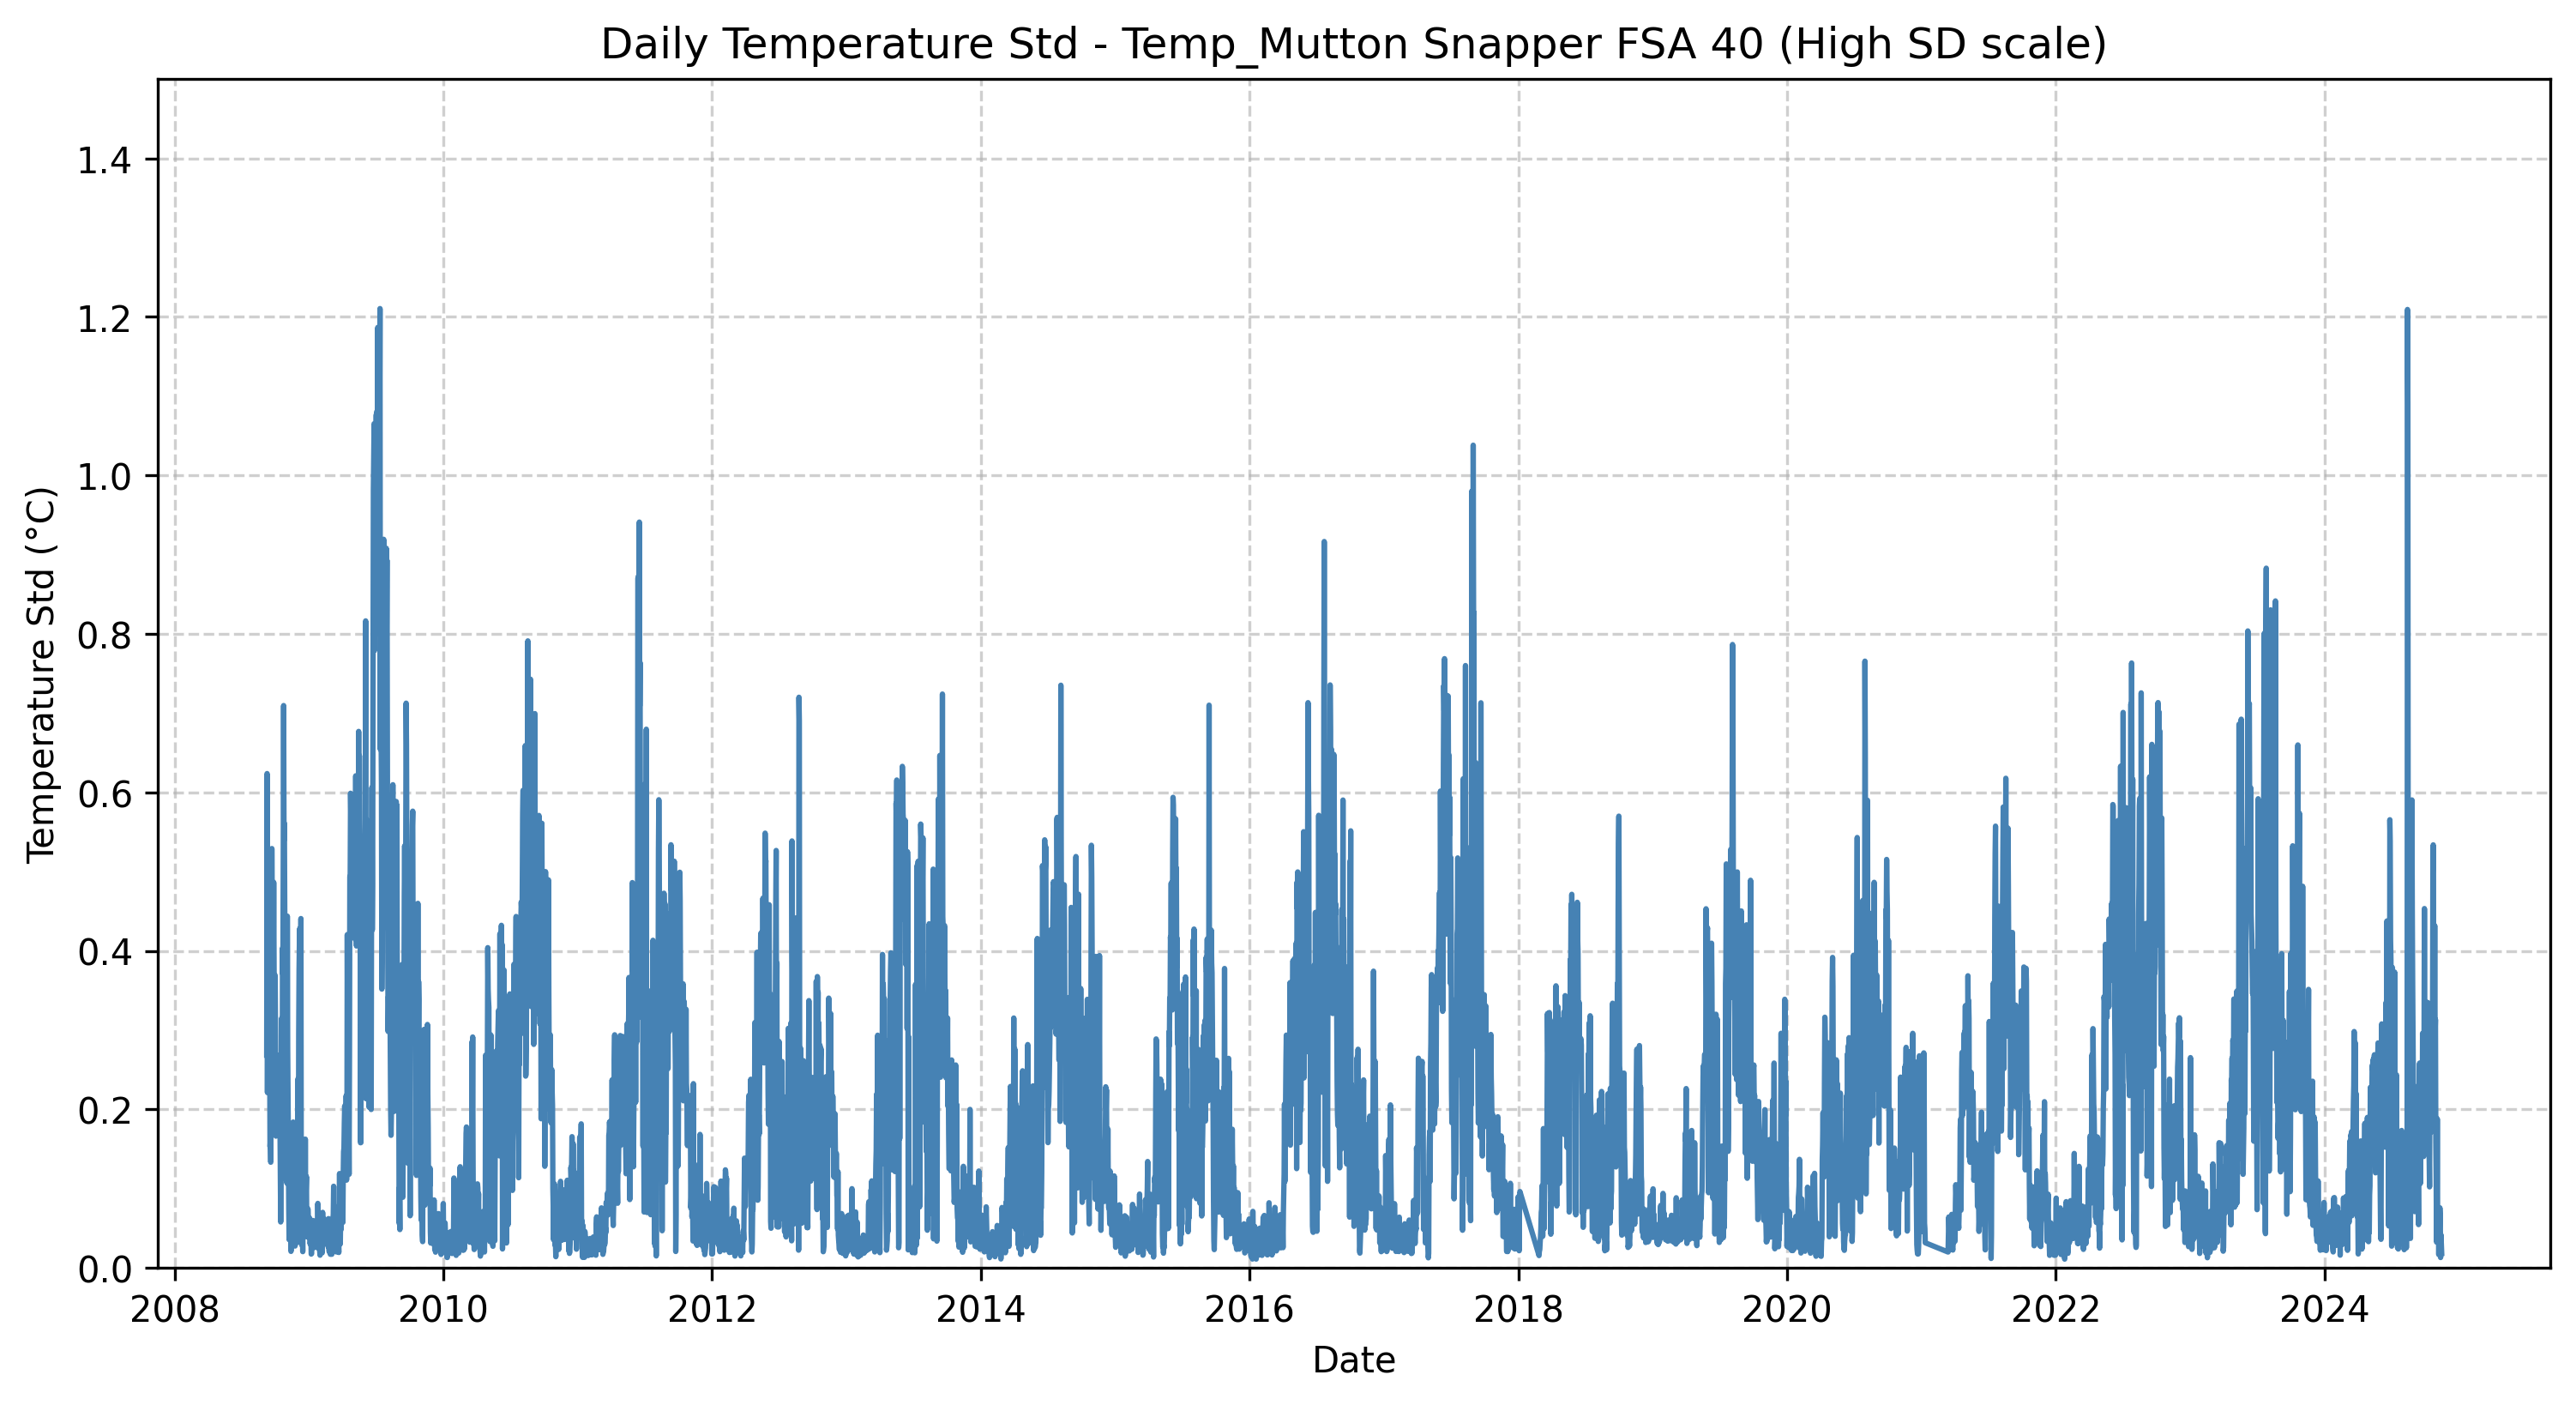 Daily Temperature Std - Temp_Mutton Snapper FSA 40 (High SD scale)
Temperature Std (°C)
1.4
1.2
1.0
0.8
0.6
0.4
0.2
0.0
2008 2010 2012 2014 2016 2018 2020 2022 2024
Date